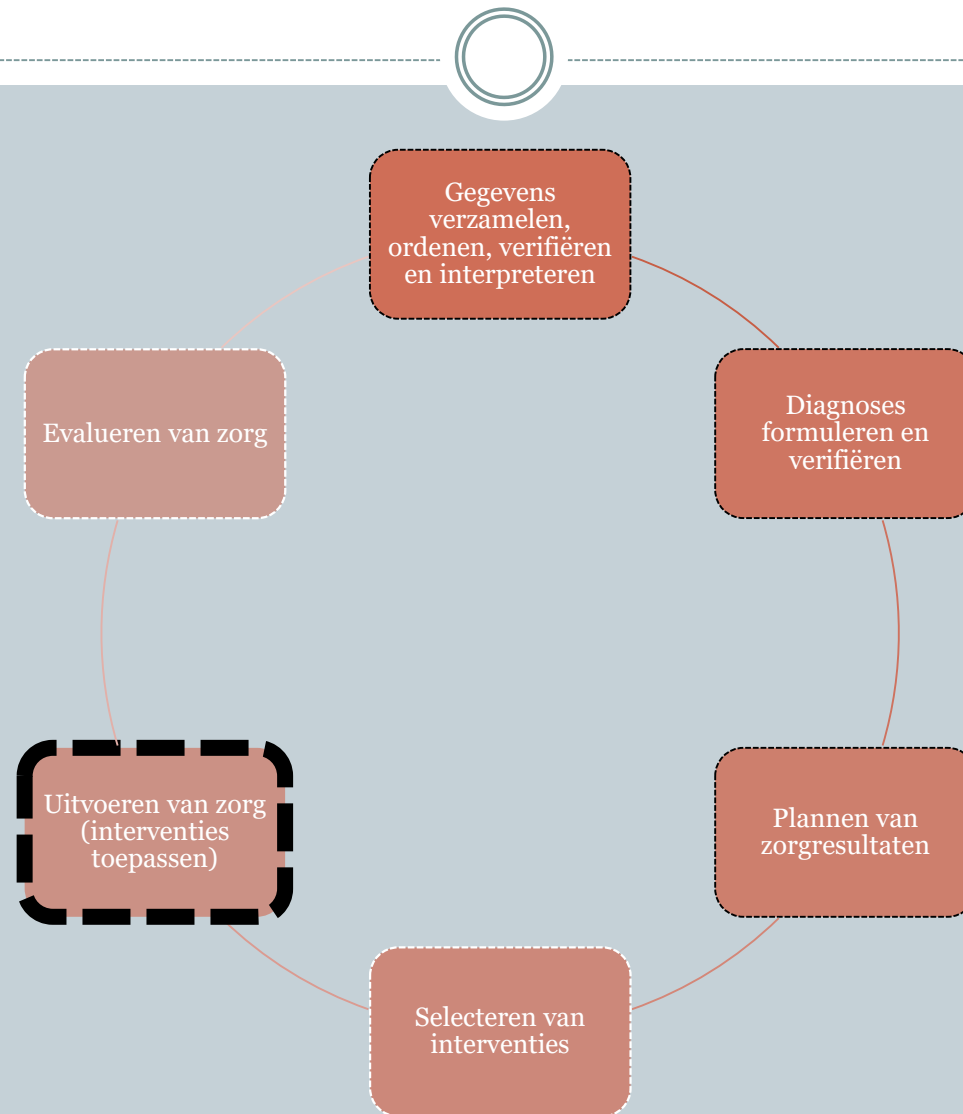 Gegevens
verzamelen,
ordenen, verifiëren
en interpreteren
Diagnoses
formuleren en
verifiëren
Plannen van
zorgresultaten
Selecteren van
interventies
Uitvoeren van zorg
(interventies
toepassen)
Evalueren van zorg